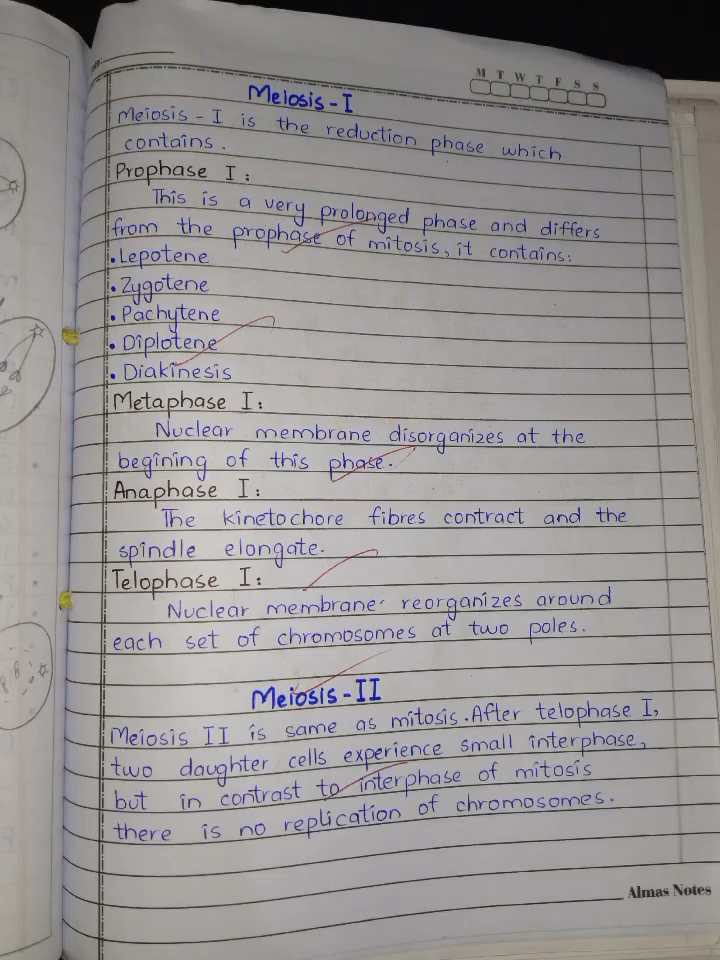 M T W T F S S
Meiosis-I
Meiosis-I is the reduction phase which
contains.
Prophase I:
This is a very prolonged phase and differs
from the prophase of mitosis, it contains:
• Lepotene
• Zygotene
• Pachytene
• Diplotene
• Diakinesis
Metaphase I:
Nuclear membrane disorganizes at the
begining of this phase.
Anaphase I:
The kinetochore fibres contract and the
spindle elongate.
Telophase I:
Nuclear membrane reorganizes around
each set of chromosomes at two poles.
Meiosis-II
Meiosis II is same as mitosis. After telophase I,
two daughter cells experience small interphase,
but in contrast to interphase of mitosis
there is no replication of chromosomes.
Almas Notes